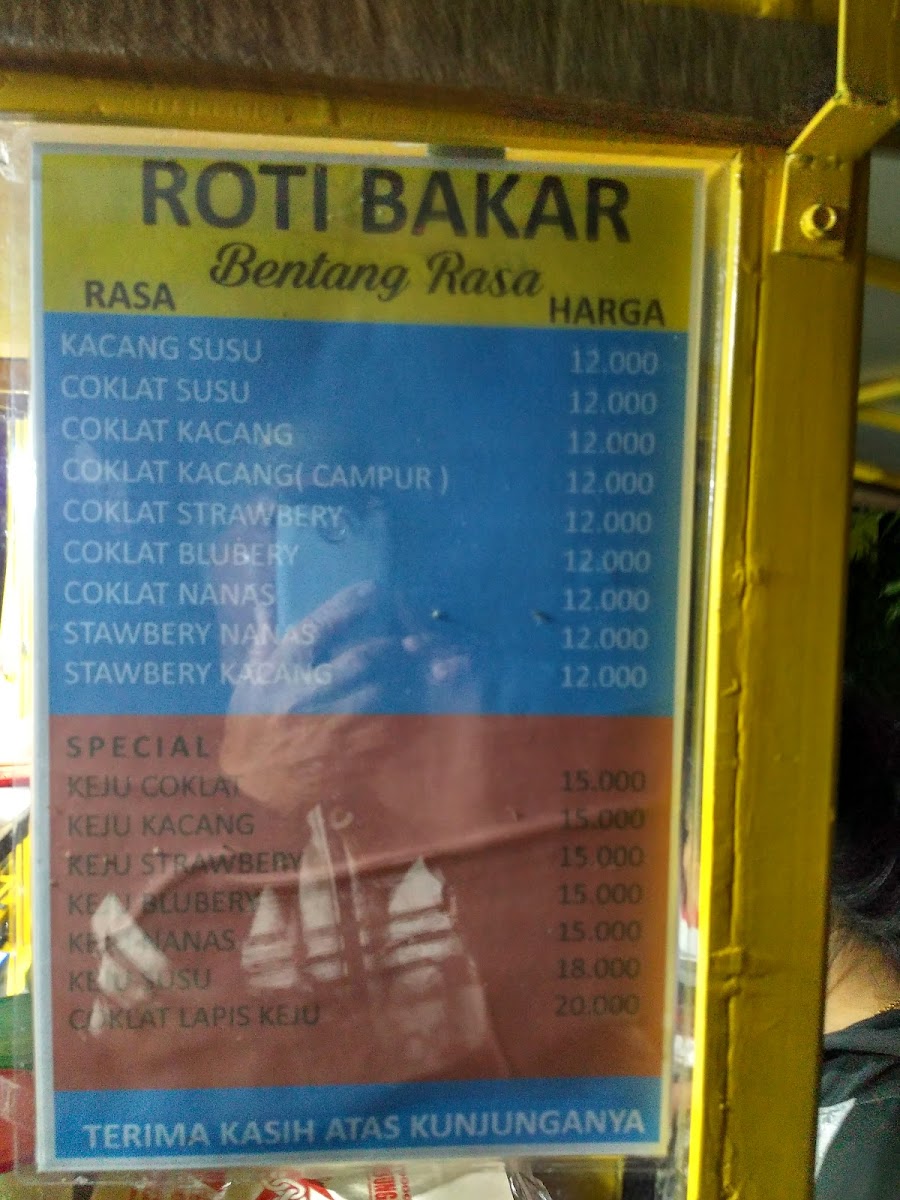 ROTI BAKAR
Bentang Rasa
RASA HARGA
KACANG SUSU 12.000
COKLAT SUSU 12.000
COKLAT KACANG 12.000
COKLAT KACANG( CAMPUR ) 12.000
COKLAT STRAWBERY 12.000
COKLAT BLUBERY 12.000
COKLAT NANAS 12.000
STAWBERY NANAS 12.000
STAWBERY KACANG 12.000
SPECIAL
KEJU COKLAT 15.000
KEJU KACANG 15.000
KEJU STRAWBERY 15.000
KEJU BLUBERY 15.000
KEJU NANAS 15.000
KEJU SUSU 18.000
COKLAT LAPIS KEJU 20.000
TERIMA KASIH ATAS KUNJUNGANYA